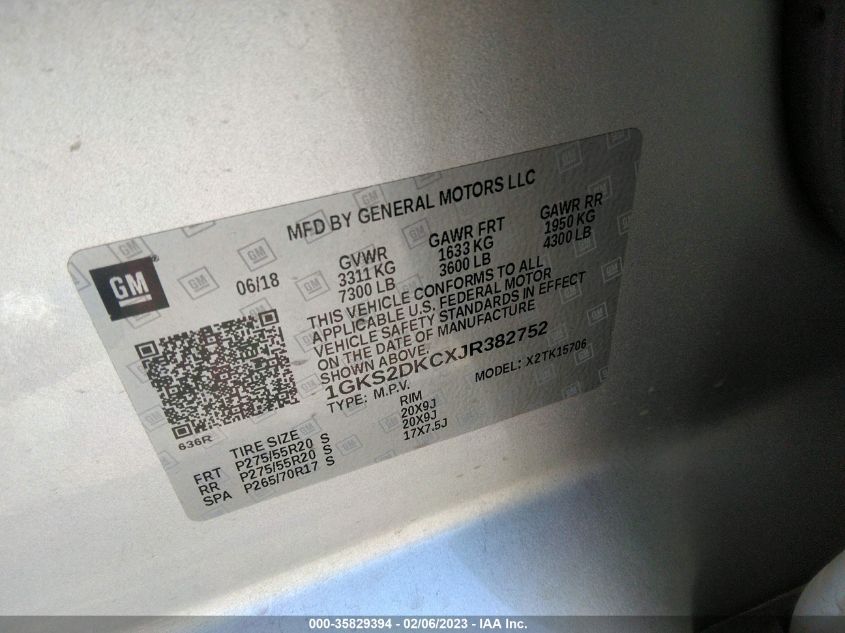 MFD BY GENERAL MOTORS LLC
GM®
06/18
GVWR
3311 KG
7300 LB
GAWR FRT
1633 KG
3600 LB
GAWR RR
1950 KG
4300 LB
THIS VEHICLE CONFORMS TO ALL
APPLICABLE U.S. FEDERAL MOTOR
VEHICLE SAFETY STANDARDS IN EFFECT
ON THE DATE OF MANUFACTURE
SHOWN ABOVE.
1GKS2DKCXJR382752
TYPE: M.P.V.
MODEL: X2TK15706
636R
TIRE SIZE RIM
FRT P275/55R20 S 20X9J
RR P275/55R20 S 20X9J
SPA P265/70R17 S 17X7.5J
000-35829394 - 02/06/2023 - IAA Inc.